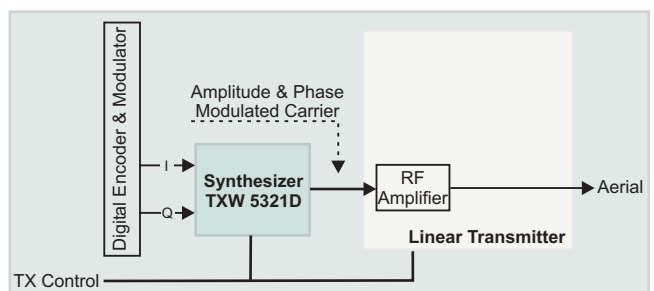 Digital Encoder & Modulator
Amplitude & Phase
Modulated Carrier
I
Q
Synthesizer
TXW 5321D
RF
Amplifier
Aerial
Linear Transmitter
TX Control